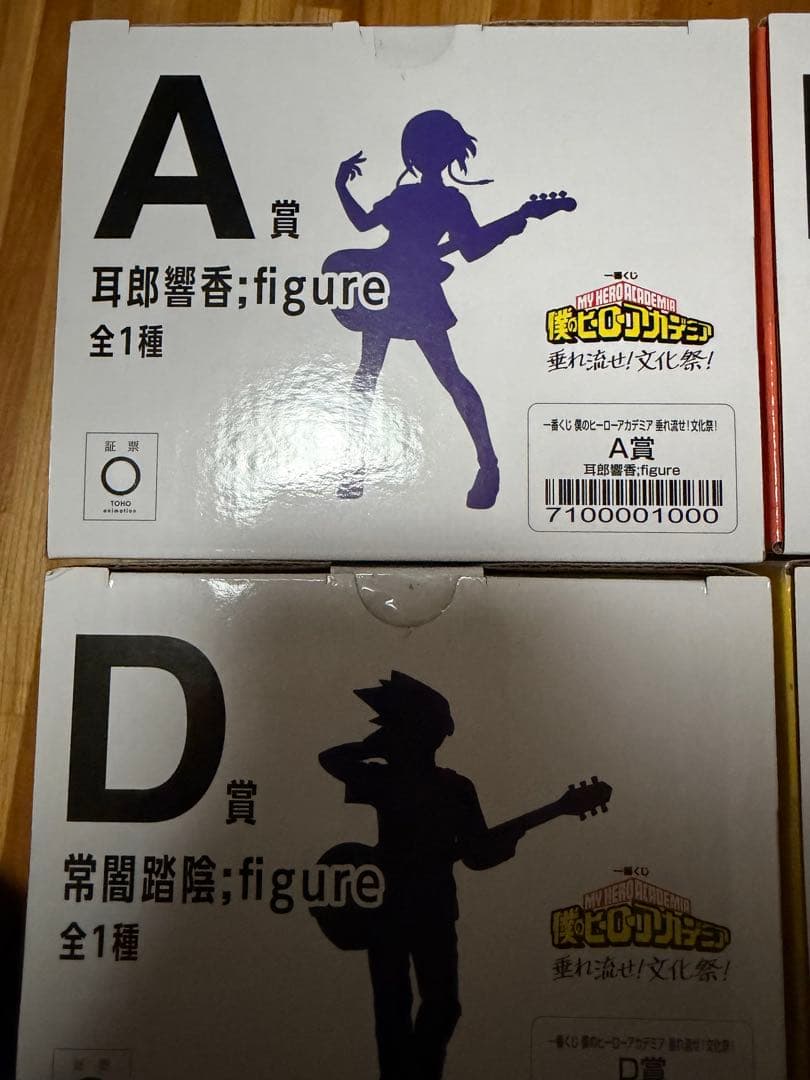 A賞
耳郎響香;figure
全1種
証票
TOHO
animation
一番くじ
MY HERO ACADEMIA
僕のヒーローアカデミア
垂れ流せ!文化祭!
一番くじ 僕のヒーローアカデミア 垂れ流せ!文化祭!
A賞
耳郎響香;figure
7100001000
D賞
常闇踏陰;figure
全1種
一番くじ
MY HERO ACADEMIA
僕のヒーローアカデミア
垂れ流せ!文化祭!
一番くじ 僕のヒーローアカデミア 垂れ流せ!文化祭!
D賞
証票